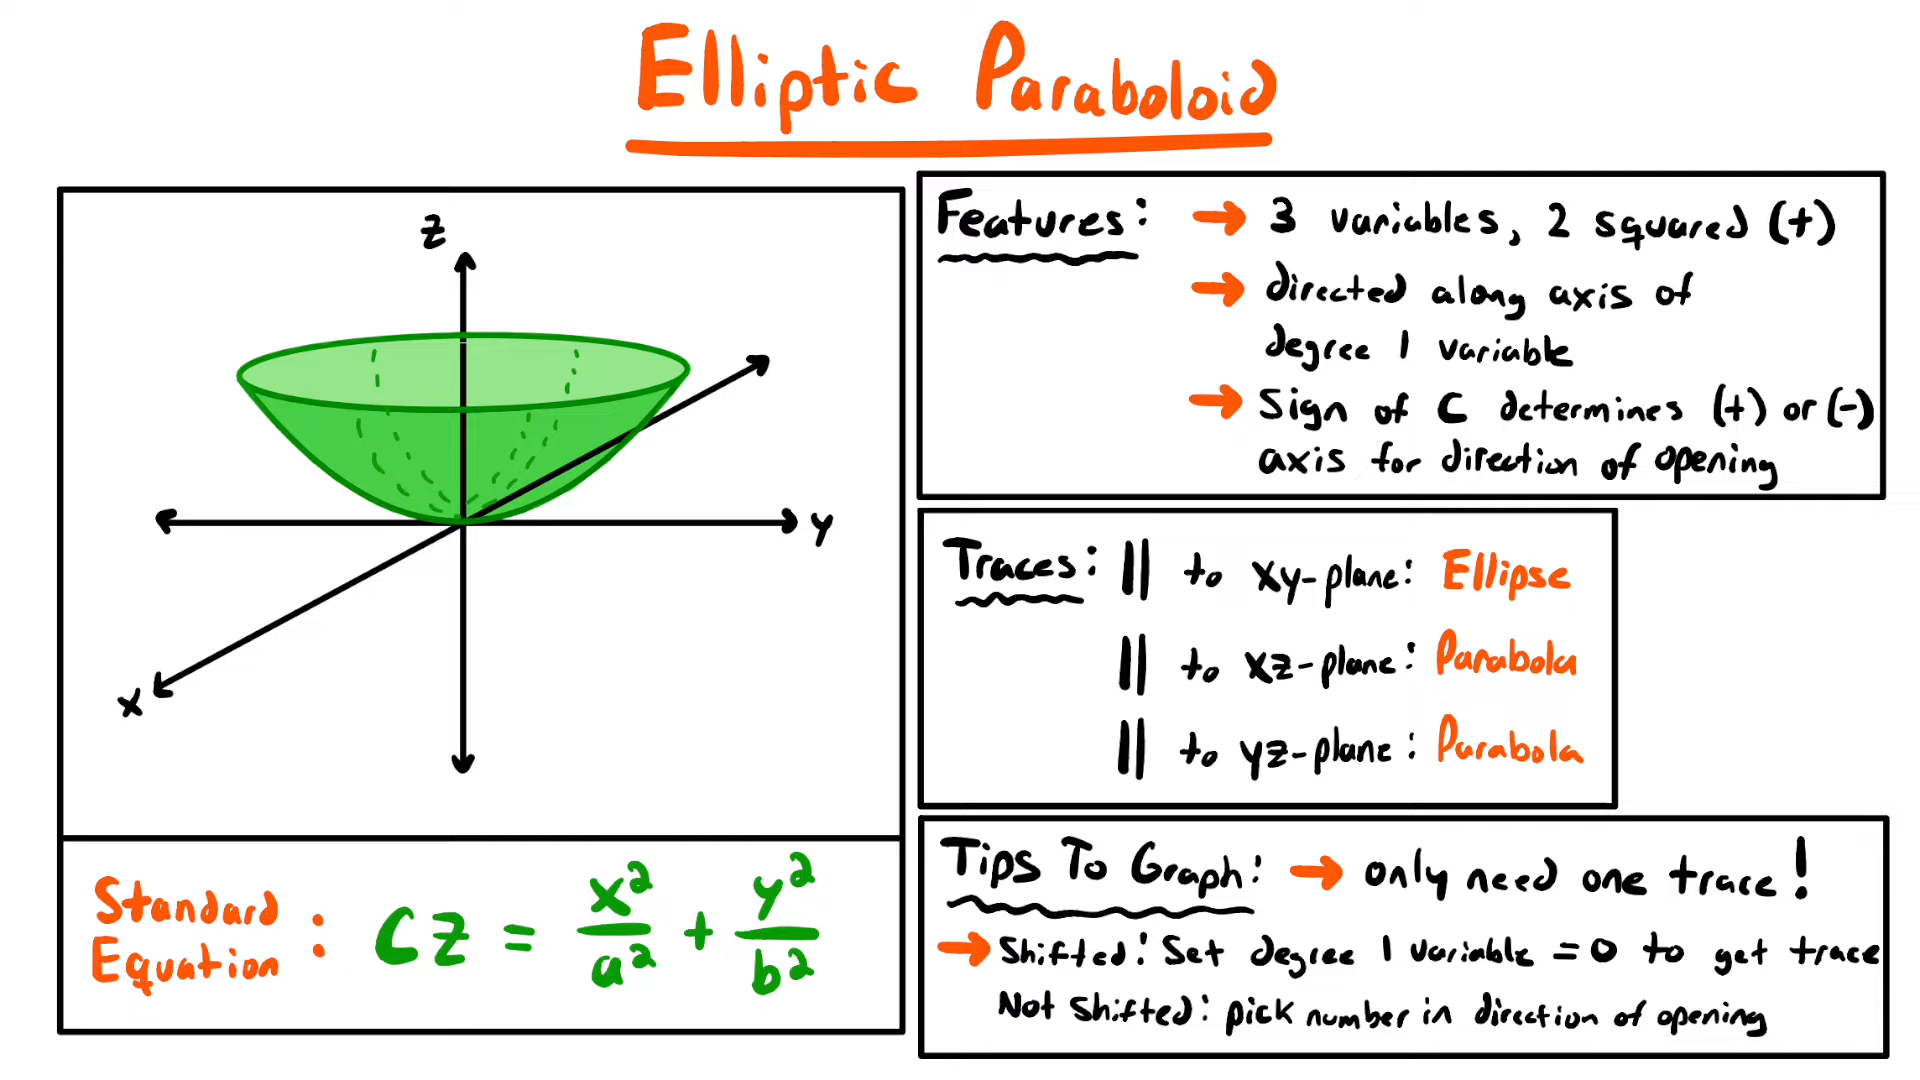 Elliptic Paraboloid
z
y
x
Standard
Equation : Cz = x²/a² + y²/b²
Features: → 3 variables, 2 squared (+)
→ directed along axis of
degree 1 variable
→ Sign of C determines (+) or (-)
axis for direction of opening
Traces: || to xy-plane: Ellipse
|| to xz-plane: Parabola
|| to yz-plane: Parabola
Tips To Graph: → only need one trace!
→ Shifted: Set degree 1 variable = 0 to get trace
Not Shifted: pick number in direction of opening